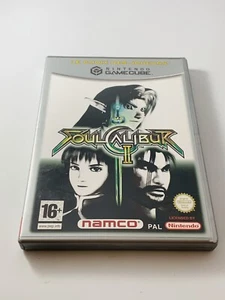 NINTENDO
GAMECUBE
SOULCALIBUR
II
16+
namco
PAL
LICENSED BY
Nintendo